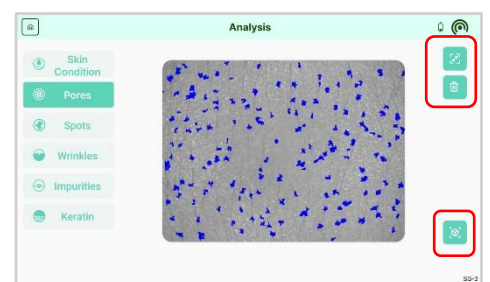 Analysis
Skin
Condition
Pores
Spots
Wrinkles
Impurities
Keratin
SG-3